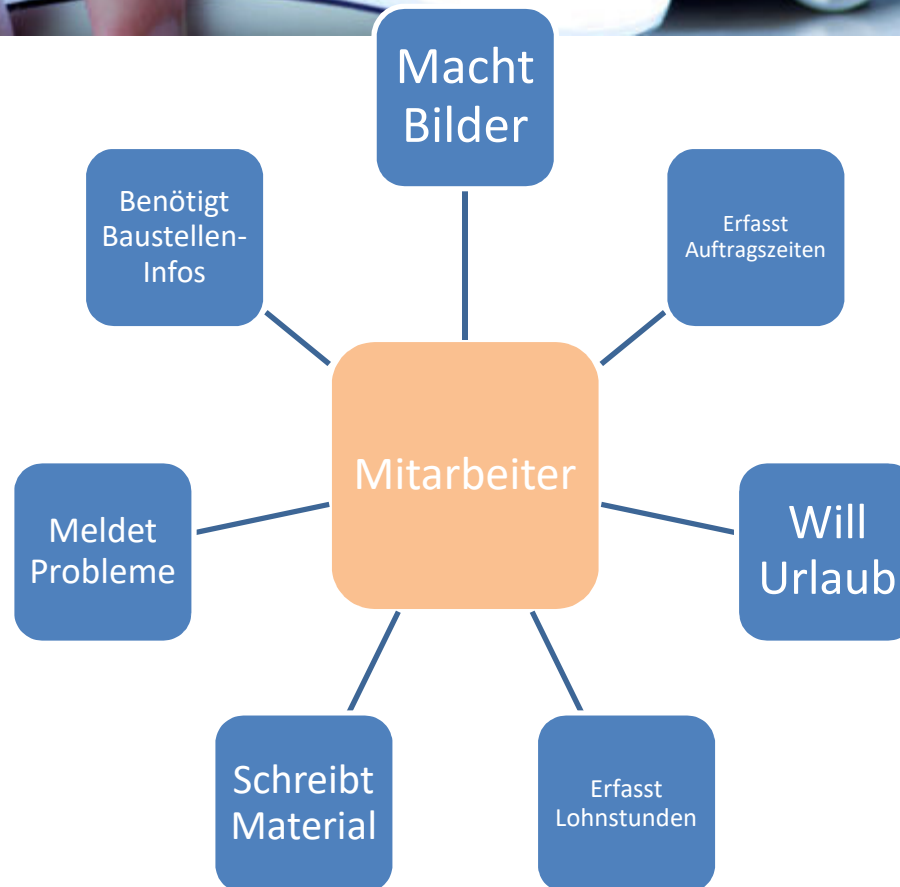 Macht
Bilder
Erfasst
Auftragszeiten
Will
Urlaub
Erfasst
Lohnstunden
Schreibt
Material
Meldet
Probleme
Benötigt
Baustellen-
Infos
Mitarbeiter